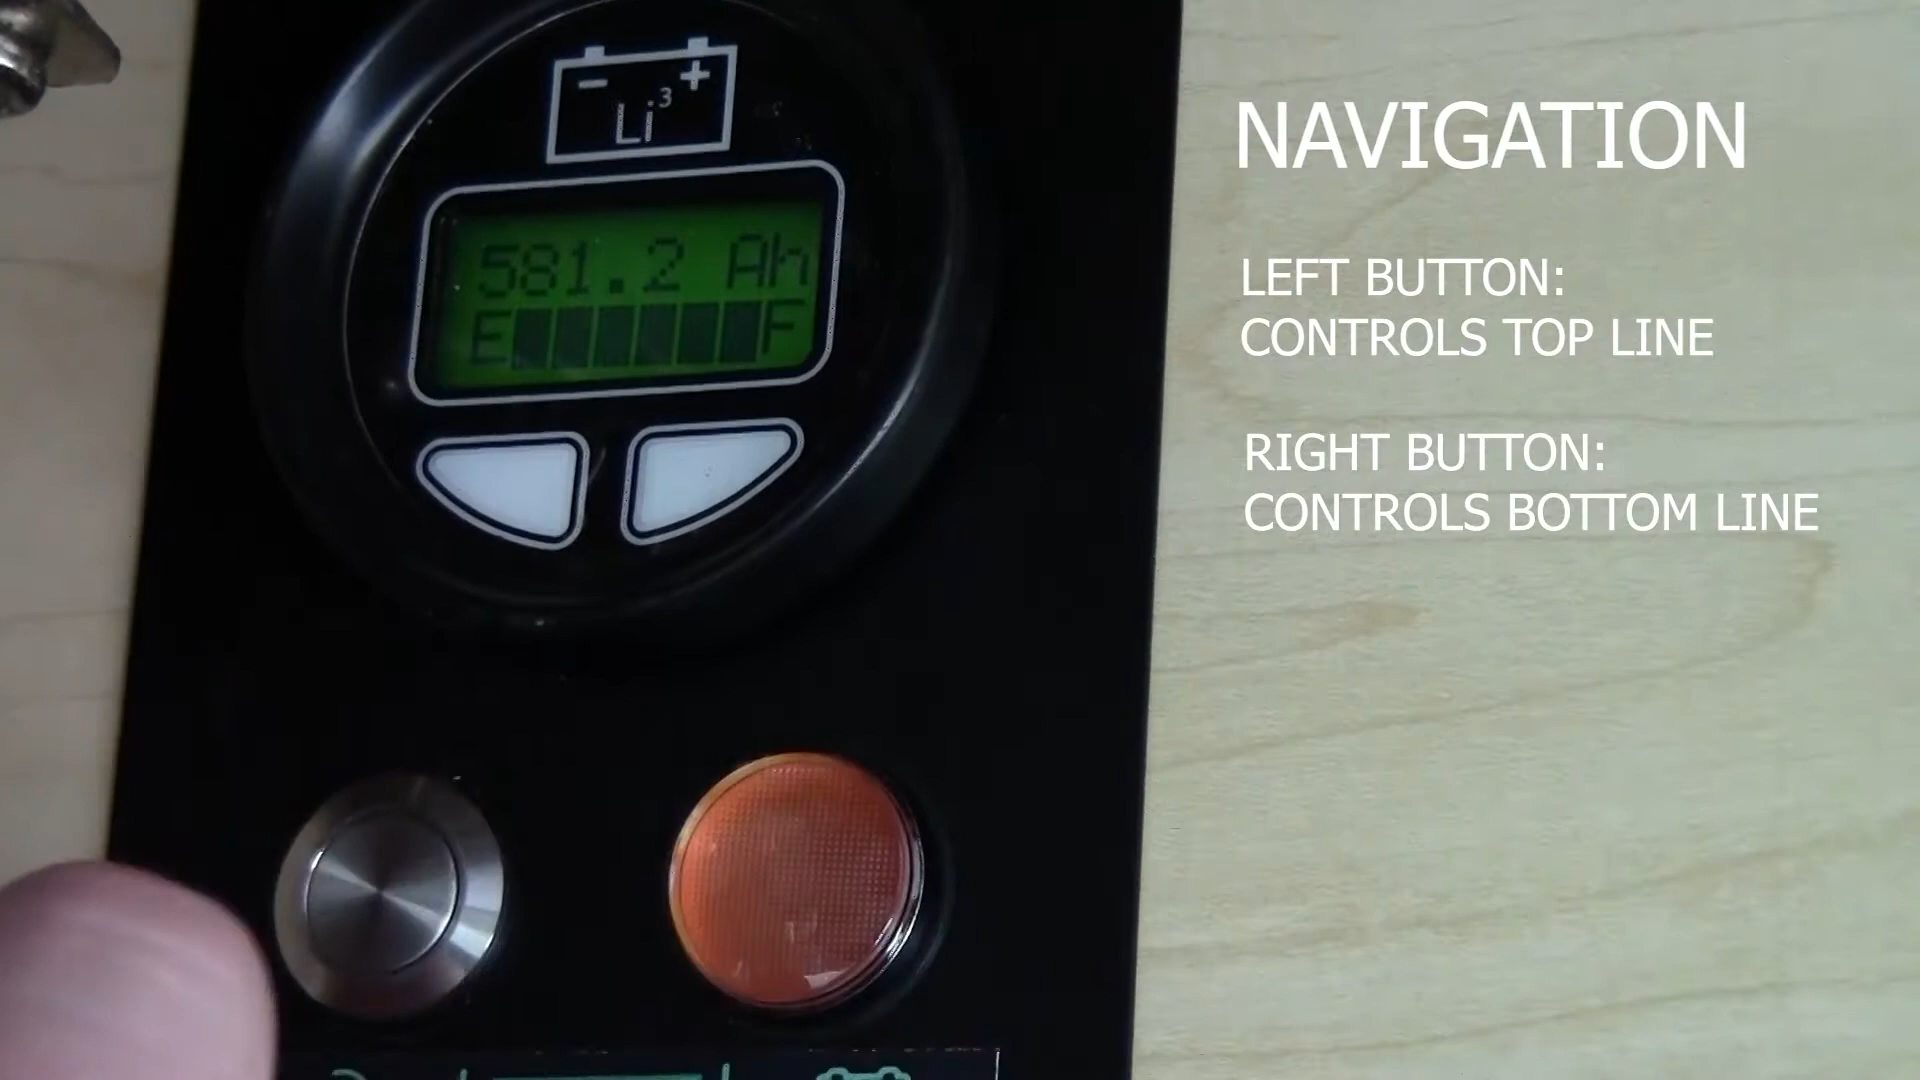 - +
Li³
581.2 Ah
E F
NAVIGATION
LEFT BUTTON:
CONTROLS TOP LINE
RIGHT BUTTON:
CONTROLS BOTTOM LINE